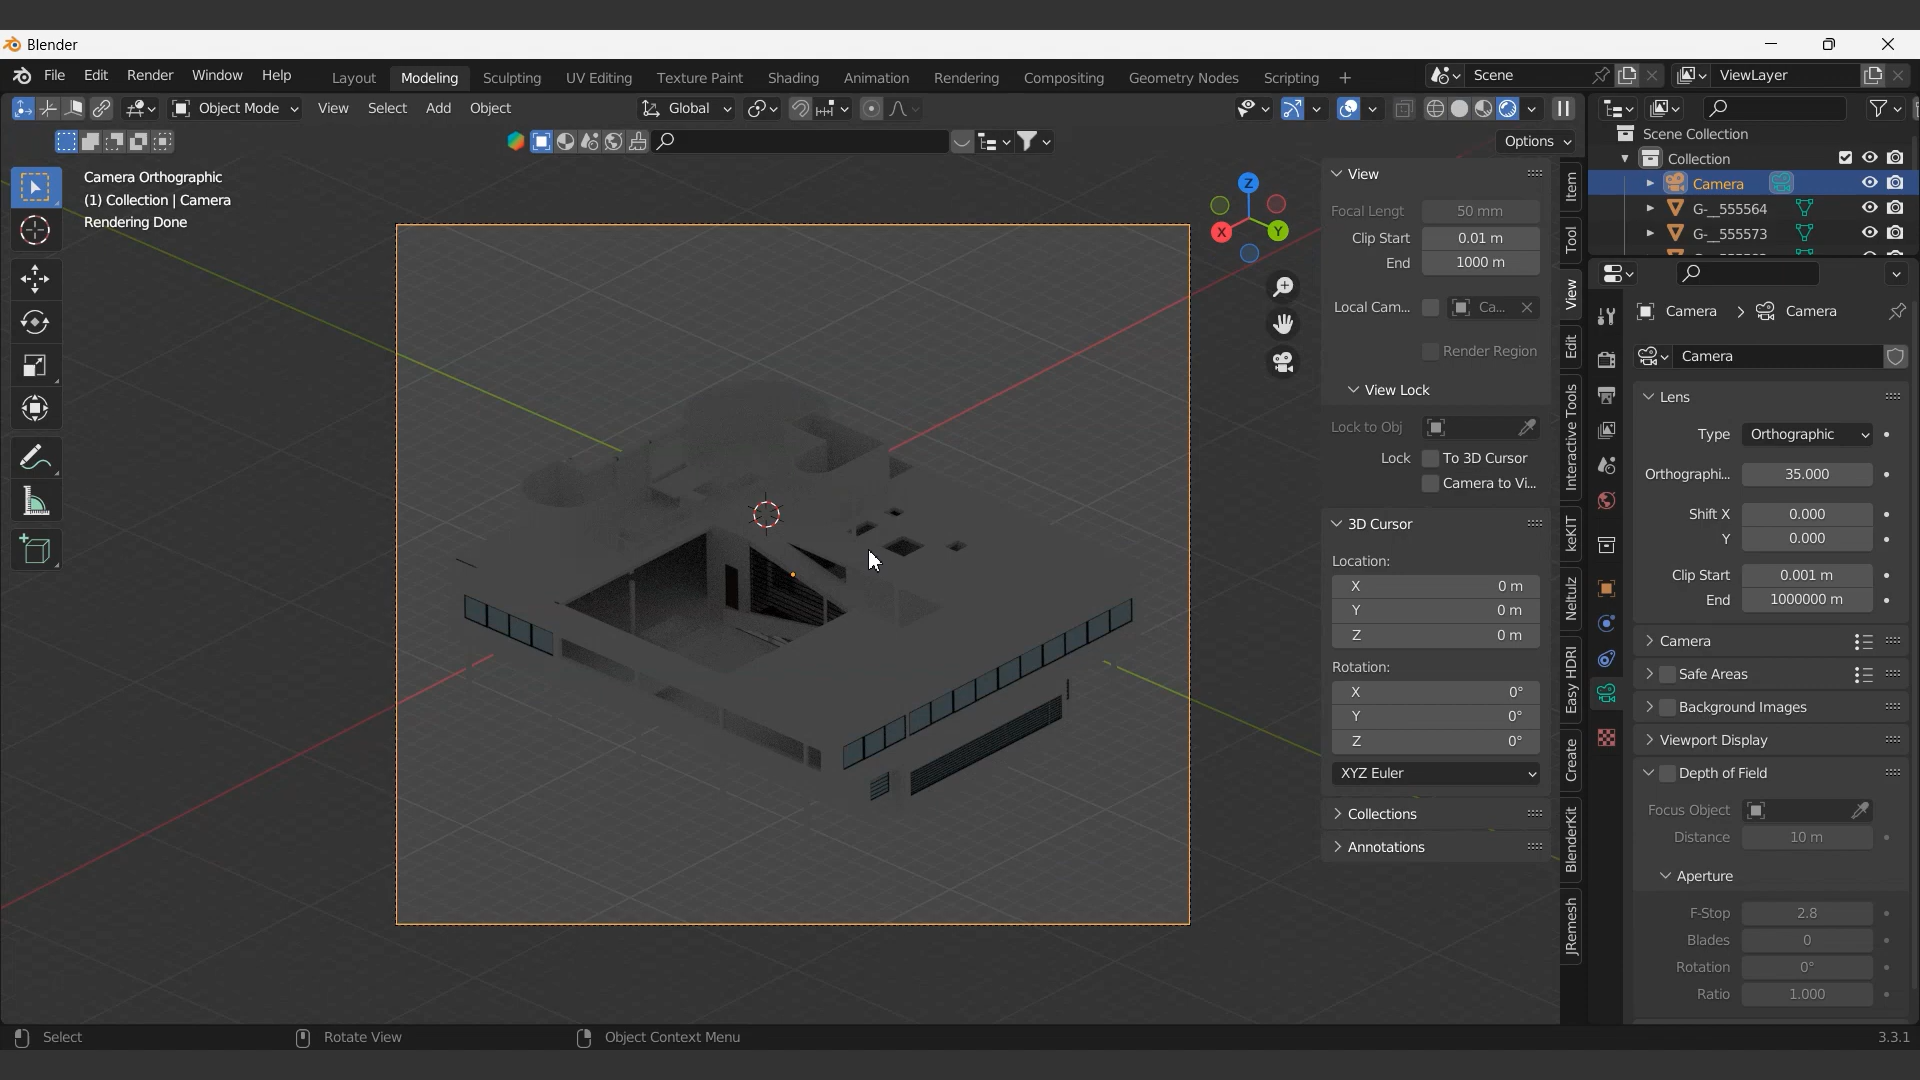 Blender
File Edit Render Window Help Layout Modeling Sculpting UV Editing Texture Paint Shading Animation Rendering Compositing Geometry Nodes Scripting + Scene ViewLayer
Object Mode View Select Add Object Global
Options
Camera Orthographic
(1) Collection | Camera
Rendering Done
Z
X
Y
View
Focal Lengt 50 mm
Clip Start 0.01 m
End 1000 m
Local Cam... Ca...
Render Region
View Lock
Lock to Obj
Lock To 3D Cursor
Camera to Vi...
3D Cursor
Location:
X 0 m
Y 0 m
Z 0 m
Rotation:
X 0°
Y 0°
Z 0°
XYZ Euler
Collections
Annotations
Item
Tool
View
Edit
Interactive Tools
keKIT
Neltulz
Easy HDRI
Create
BlenderKit
JRemesh
Scene Collection
Collection
Camera
G-__555564
G-__555573
Camera > Camera
Camera
Lens
Type Orthographic
Orthographi... 35.000
Shift X 0.000
Y 0.000
Clip Start 0.001 m
End 1000000 m
Camera
Safe Areas
Background Images
Viewport Display
Depth of Field
Focus Object
Distance 10 m
Aperture
F-Stop 2.8
Blades 0
Rotation 0°
Ratio 1.000
Select Rotate View Object Context Menu 3.3.1